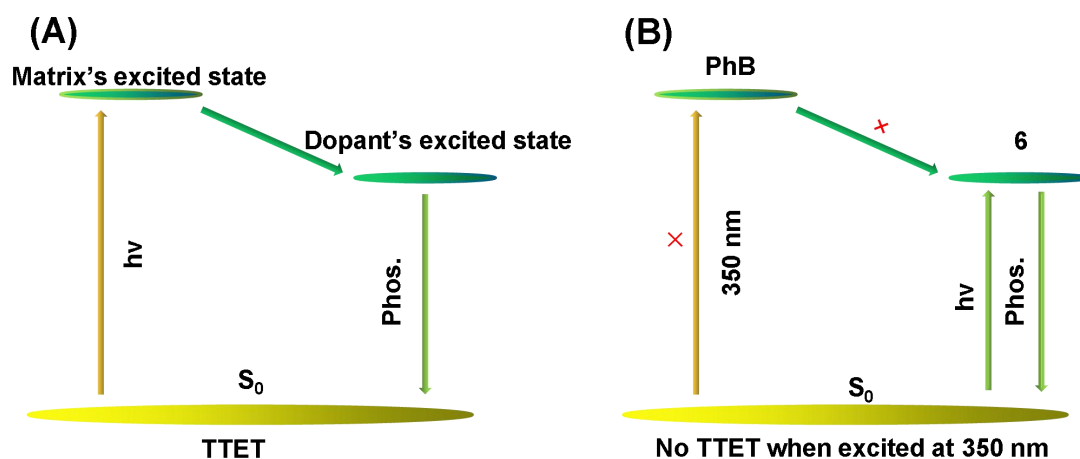 (A)
Matrix's excited state
Dopant's excited state
hv
Phos.
S₀
TTET
(B)
PhB
6
×
×
350 nm
hv
Phos.
S₀
No TTET when excited at 350 nm